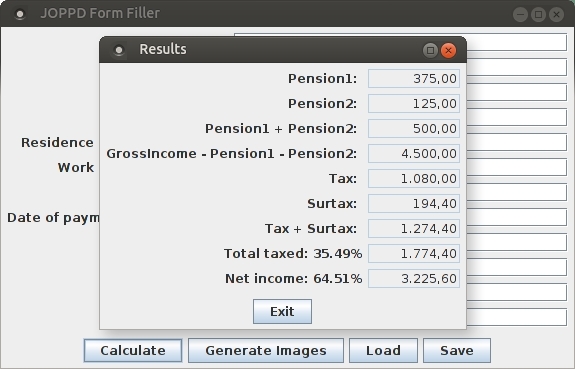 JOPPD Form Filler
Results
Pension1: 375,00
Pension2: 125,00
Pension1 + Pension2: 500,00
GrossIncome - Pension1 - Pension2: 4.500,00
Residence
Work
Tax: 1.080,00
Surtax: 194,40
Date of paym
Tax + Surtax: 1.274,40
Total taxed: 35.49% 1.774,40
Net income: 64.51% 3.225,60
Exit
Calculate Generate Images Load Save